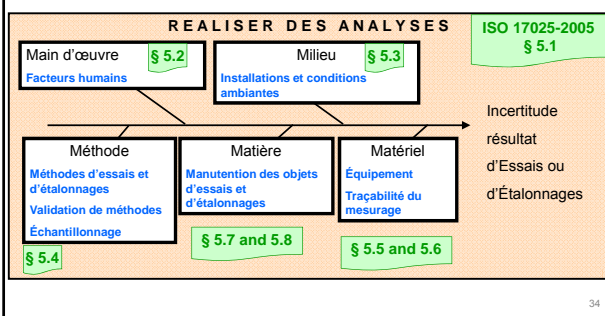 REALISER DES ANALYSES
ISO 17025-2005
§ 5.1
Main d'œuvre
§ 5.2
Facteurs humains
Milieu
§ 5.3
Installations et conditions
ambiantes
Incertitude
résultat
d'Essais ou
d'Étalonnages
Méthode
Méthodes d'essais et
d'étalonnages
Validation de méthodes
Échantillonnage
§ 5.4
Matière
Manutention des objets
d'essais et
d'étalonnages
§ 5.7 and 5.8
Matériel
Équipement
Traçabilité du
mesurage
§ 5.5 and 5.6
34